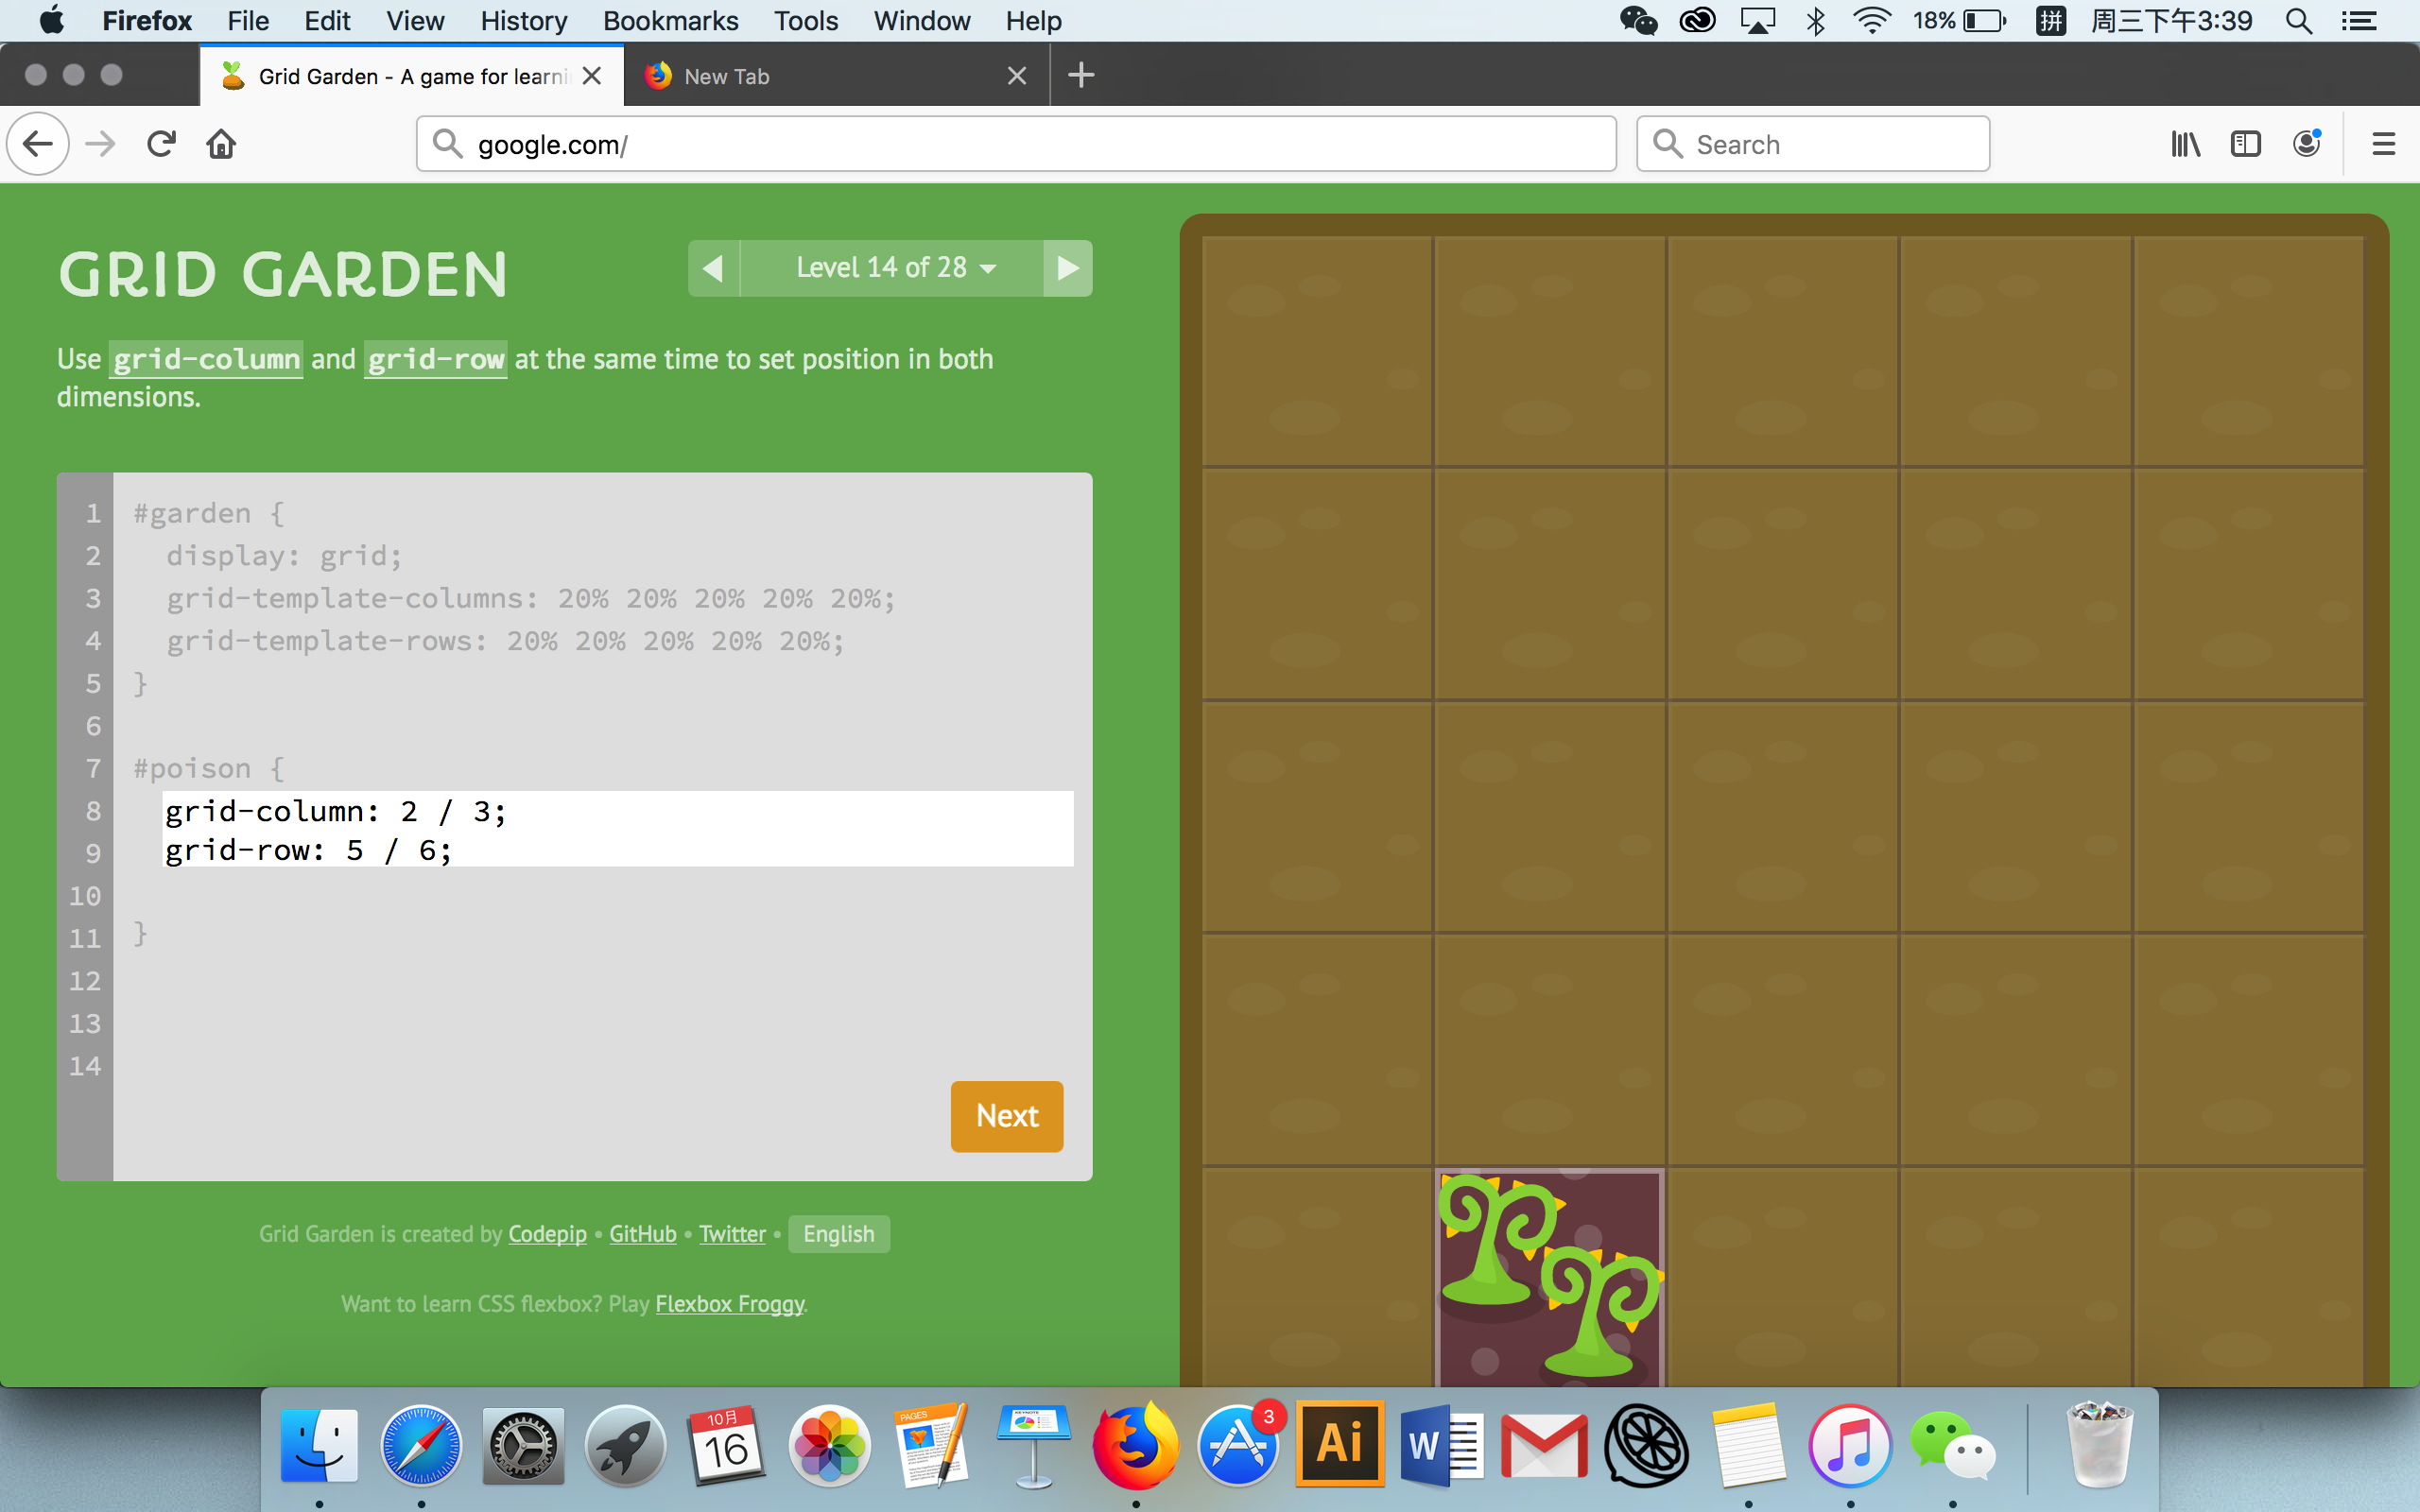 Firefox File Edit View History Bookmarks Tools Window Help 18% 拼 周三下午3:39
Grid Garden - A game for learni New Tab
google.com/ Search
GRID GARDEN
Level 14 of 28
Use grid-column and grid-row at the same time to set position in both
dimensions.
1 #garden {
2 display: grid;
3 grid-template-columns: 20% 20% 20% 20% 20%;
4 grid-template-rows: 20% 20% 20% 20% 20%;
5 }
6
7 #poison {
8 grid-column: 2 / 3;
9 grid-row: 5 / 6;
10
11 }
12
13
14
Next
Grid Garden is created by Codepip • GitHub • Twitter • English
Want to learn CSS flexbox? Play Flexbox Froggy.
10月
16
PAGES
KEYNOTE
3
Ai
W